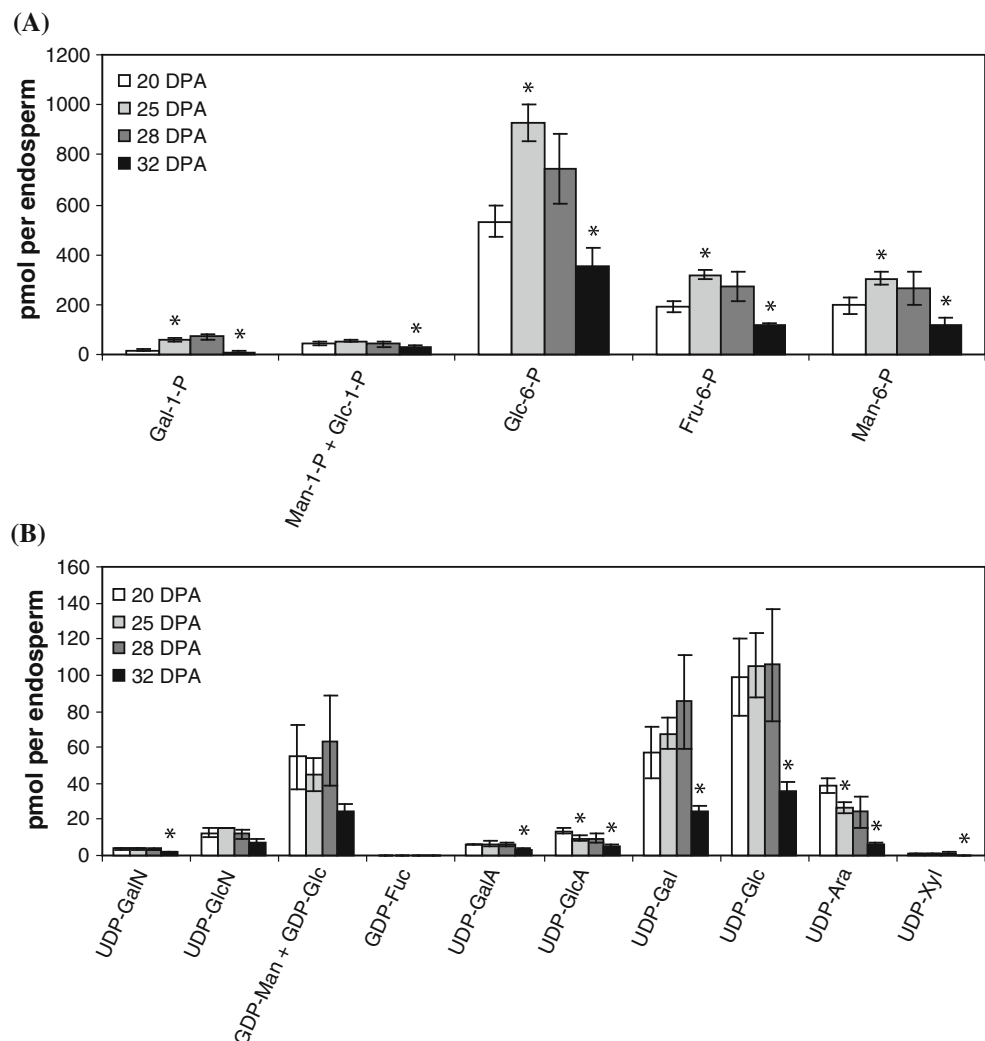 (A)
pmol per endosperm
1200
1000
800
600
400
200
0
20 DPA
25 DPA
28 DPA
32 DPA
* * * * * * * * *
Gal-1-P
Man-1-P + Glc-1-P
Glc-6-P
Fru-6-P
Man-6-P
(B)
pmol per endosperm
160
140
120
100
80
60
40
20
0
20 DPA
25 DPA
28 DPA
32 DPA
* * * * * * * * *
UDP-GalN
UDP-GlcN
GDP-Man + GDP-Glc
GDP-Fuc
UDP-GalA
UDP-GlcA
UDP-Gal
UDP-Glc
UDP-Ara
UDP-Xyl